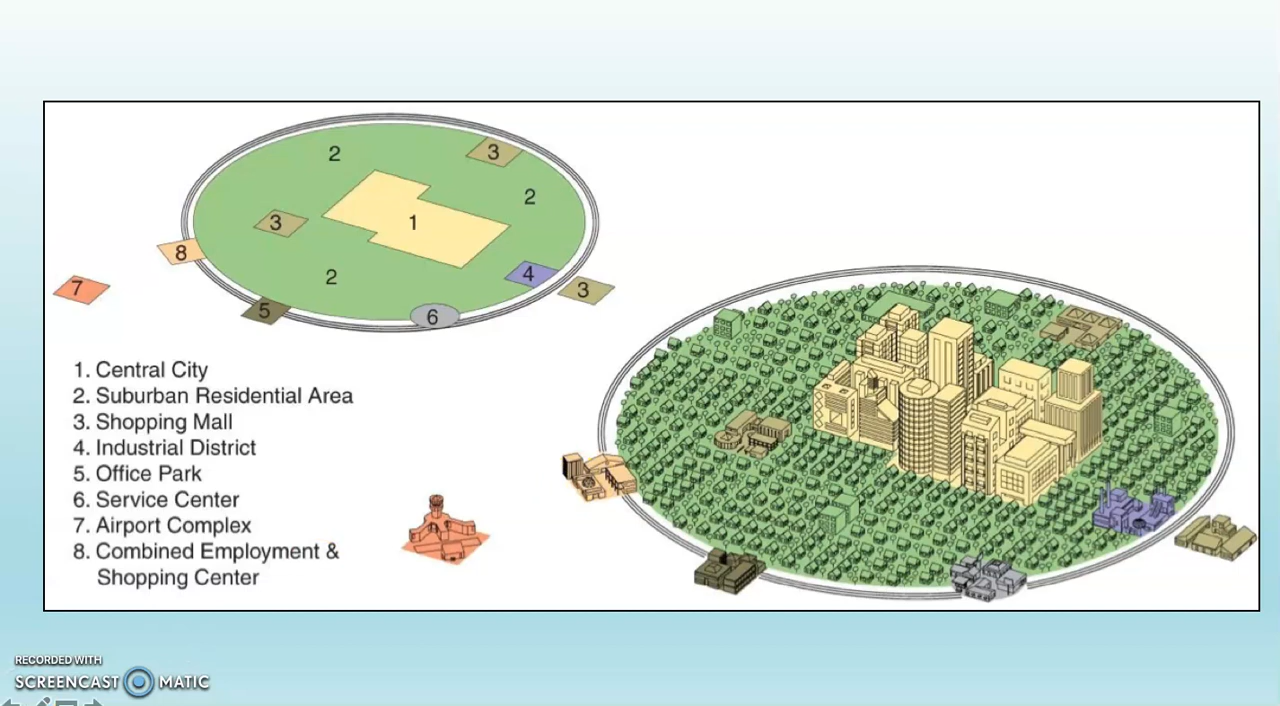 2
3
2
3
1
8
2
4
7
3
5
6
1. Central City
2. Suburban Residential Area
3. Shopping Mall
4. Industrial District
5. Office Park
6. Service Center
7. Airport Complex
8. Combined Employment &
Shopping Center
RECORDED WITH
SCREENCAST MATIC